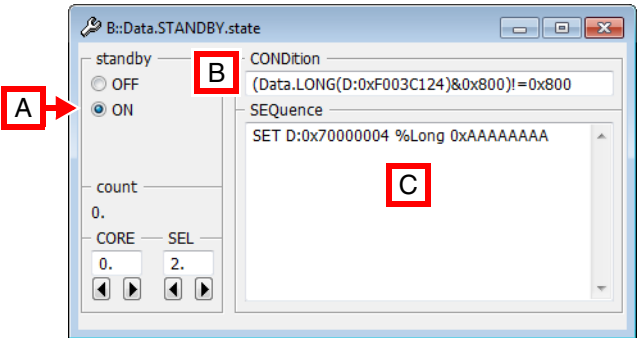 B::Data.STANDBY.state
standby
OFF
A
ON
count
0.
CORE SEL
0. 2.
B
CONDition
(Data.LONG(D:0xF003C124)&0x800)!=0x800
SEQuence
SET D:0x70000004 %Long 0xAAAAAAAA
C